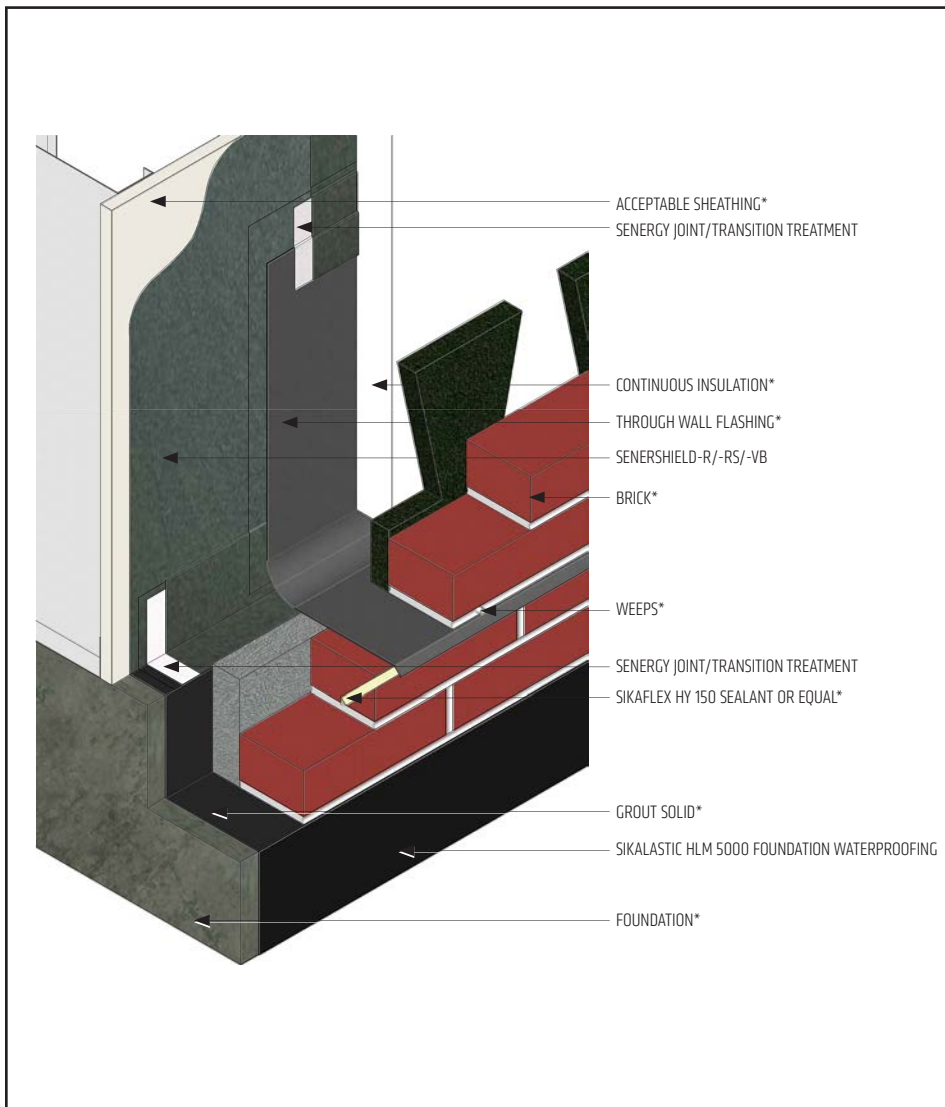 ACCEPTABLE SHEATHING*
SENERGY JOINT/TRANSITION TREATMENT
CONTINUOUS INSULATION*
THROUGH WALL FLASHING*
SENERSHIELD-R/-RS/-VB
BRICK*
WEEPS*
SENERGY JOINT/TRANSITION TREATMENT
SIKAFLEX HY 150 SEALANT OR EQUAL*
GROUT SOLID*
SIKALASTIC HLM 5000 FOUNDATION WATERPROOFING
FOUNDATION*